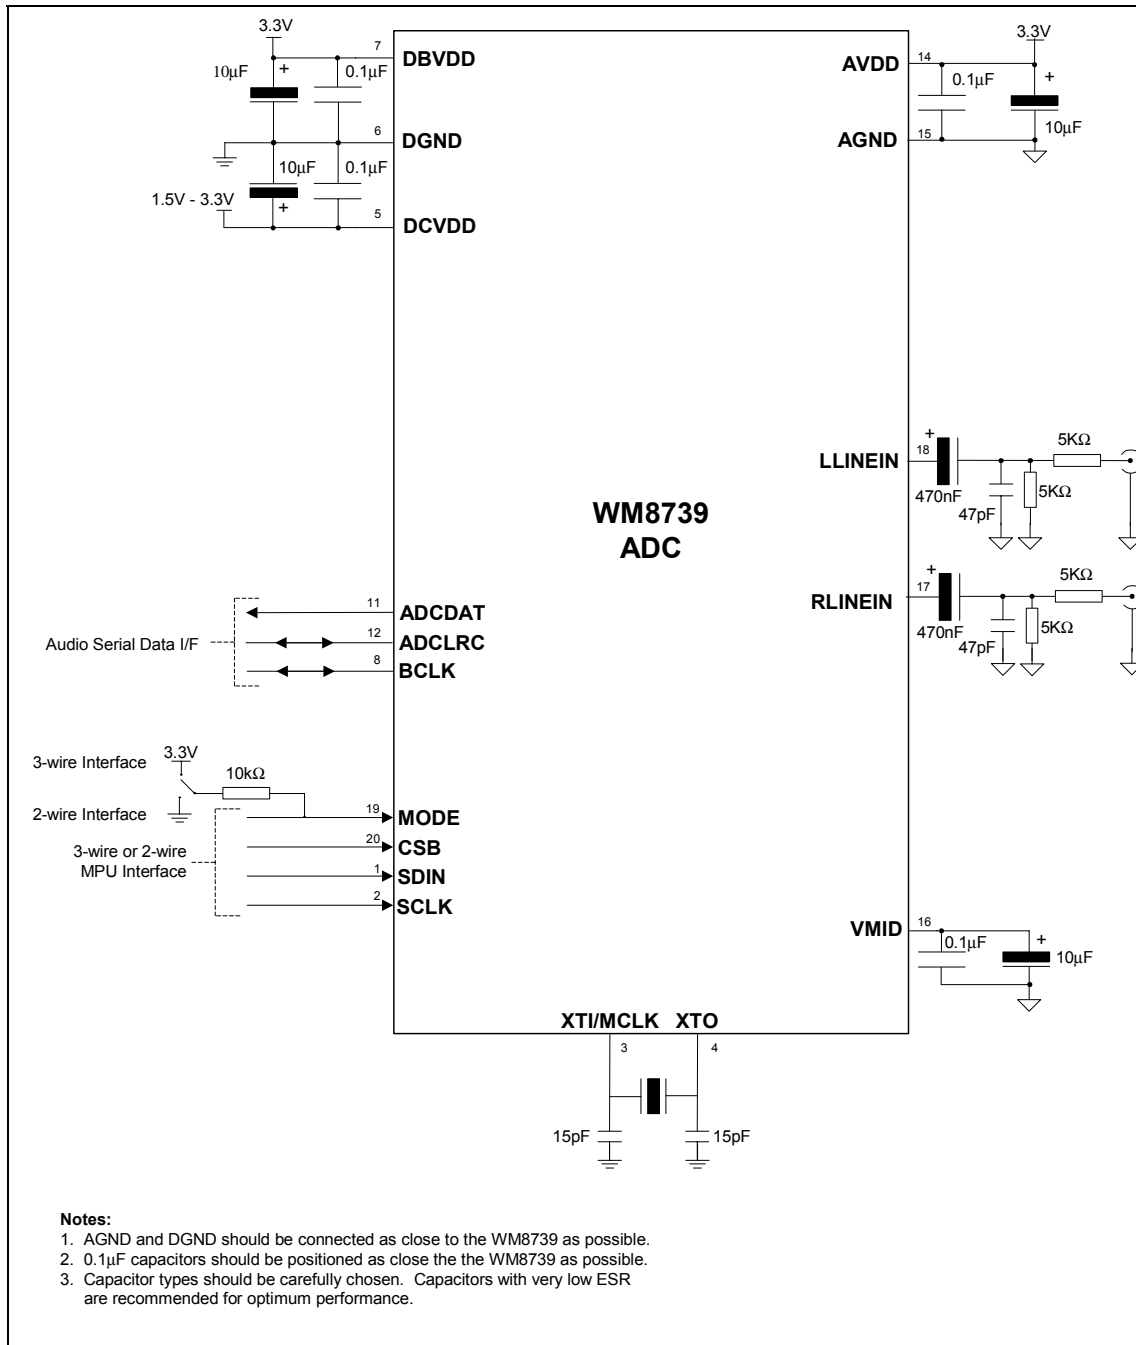 3.3V
7
DBVDD
10µF
+
0.1µF
6
DGND
10µF
0.1µF
1.5V - 3.3V
+
5
DCVDD
3.3V
AVDD
14
0.1µF
+
10µF
AGND
15
LLINEIN
18
+
470nF
47pF
5KΩ
5KΩ
WM8739
ADC
RLINEIN
17
+
470nF
47pF
5KΩ
5KΩ
Audio Serial Data I/F
11
ADCDAT
12
ADCLRC
8
BCLK
3-wire Interface
3.3V
10kΩ
2-wire Interface
19
MODE
3-wire or 2-wire
MPU Interface
20
CSB
1
SDIN
2
SCLK
VMID
16
0.1µF
+
10µF
XTI/MCLK
XTO
3
4
15pF
15pF
Notes:
1. AGND and DGND should be connected as close to the WM8739 as possible.
2. 0.1µF capacitors should be positioned as close the the WM8739 as possible.
3. Capacitor types should be carefully chosen. Capacitors with very low ESR
are recommended for optimum performance.